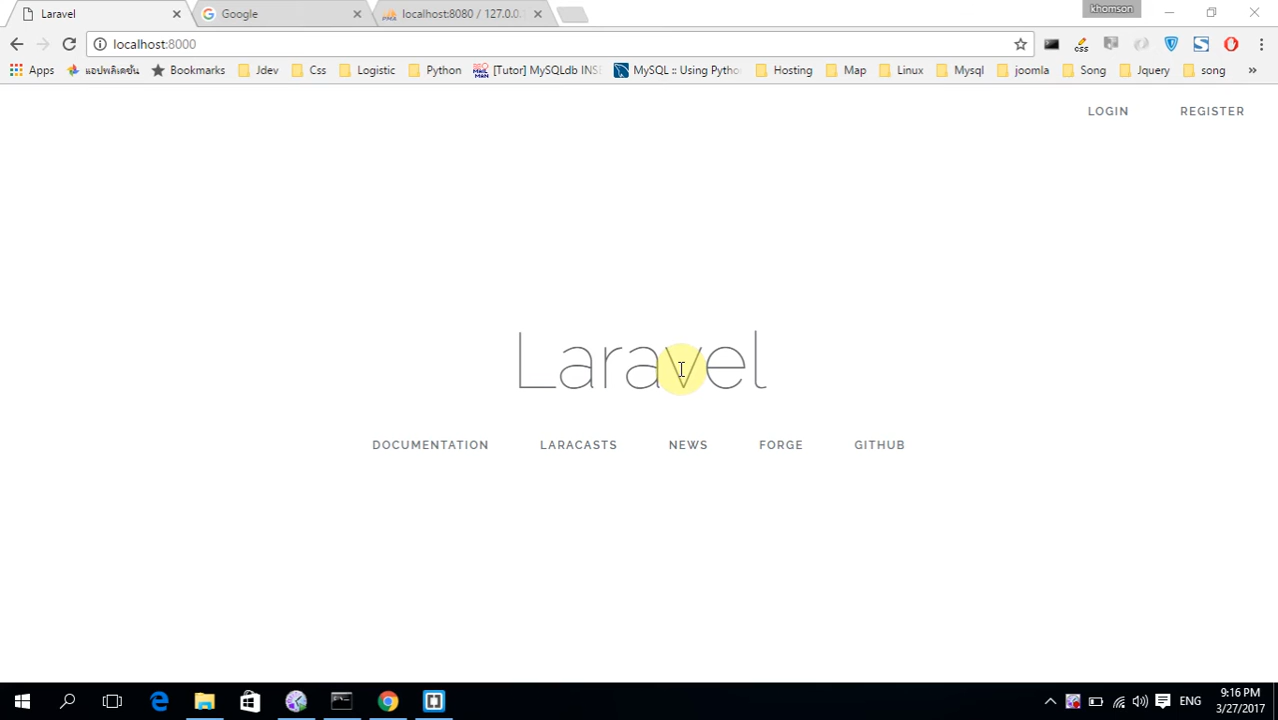 Laravel
Google
localhost:8080 / 127.0.0.
khomson
localhost:8000
Apps
แอปพลิเคชัน
Bookmarks
Jdev
Css
Logistic
Python
[Tutor] MySQLdb INS
MySQL :: Using Pytho
Hosting
Map
Linux
Mysql
joomla
Song
Jquery
song
»
LOGIN
REGISTER
Laravel
DOCUMENTATION
LARACASTS
NEWS
FORGE
GITHUB
ENG
9:16 PM
3/27/2017